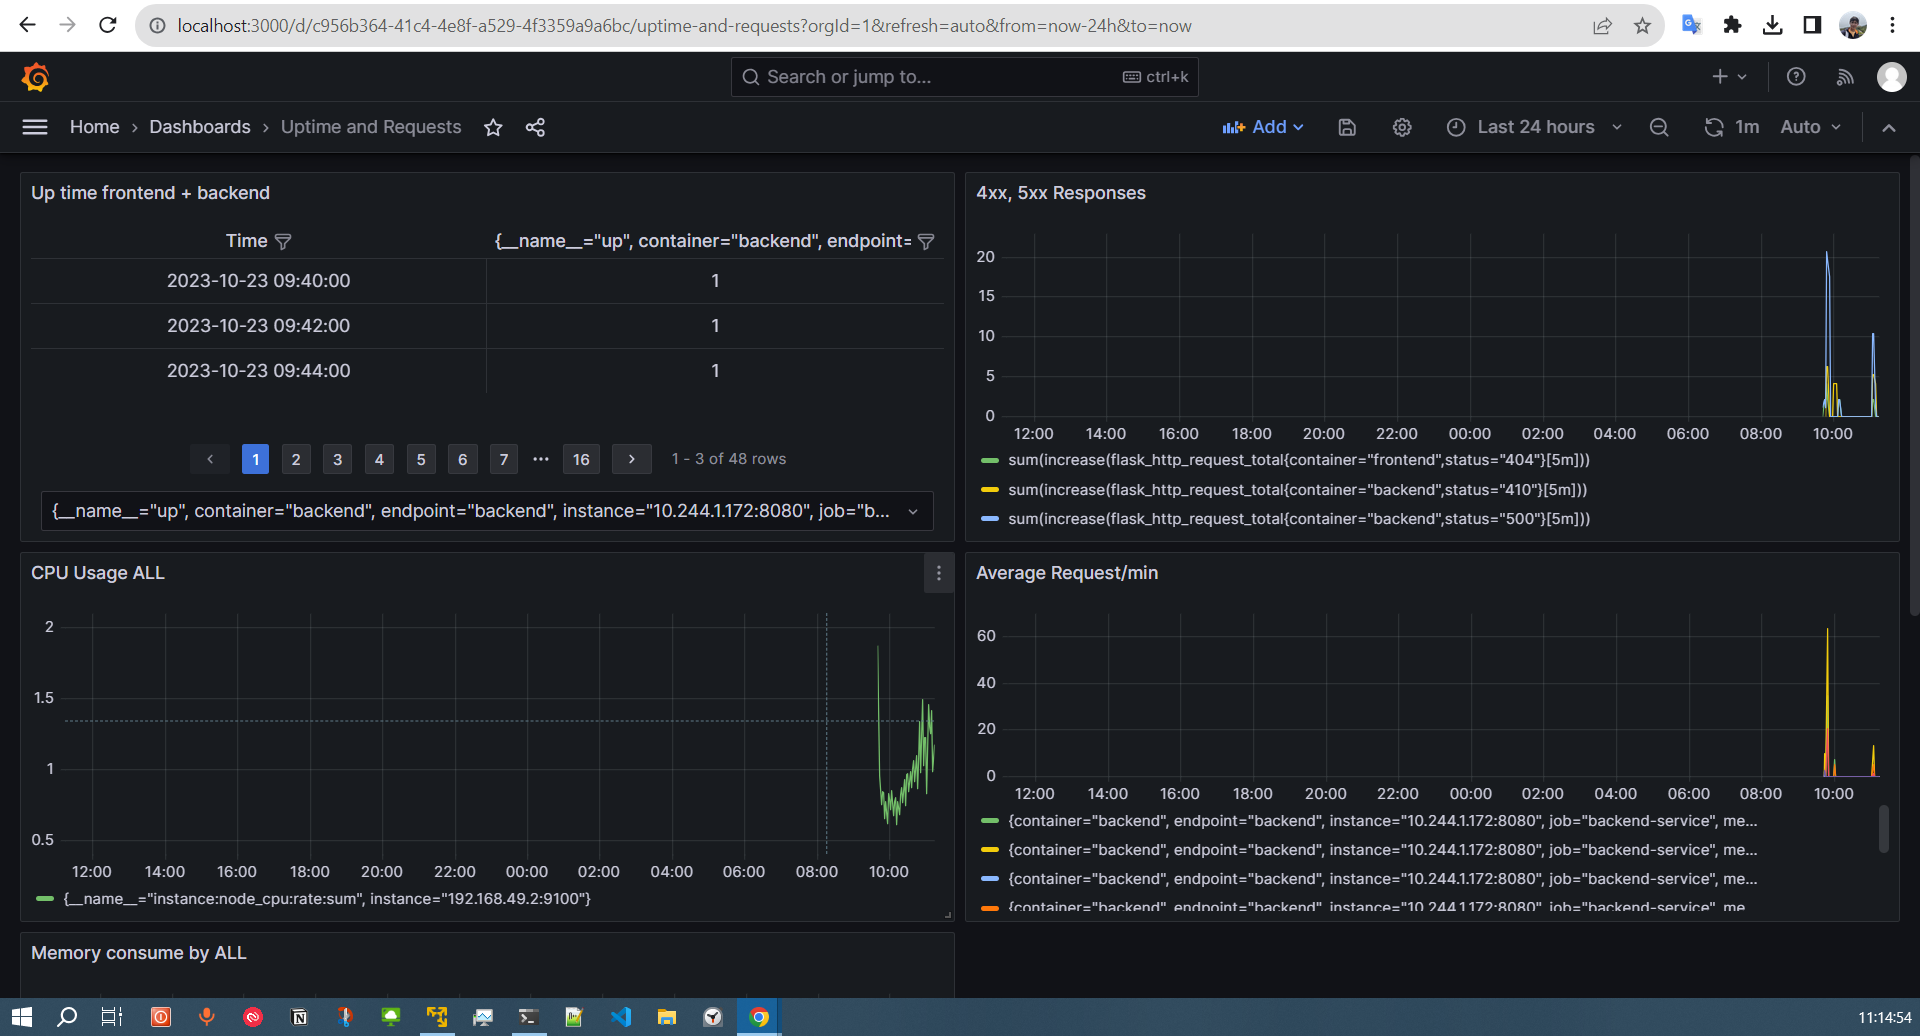 localhost:3000/d/c956b364-41c4-4e8f-a529-4f3359a9a6bc/uptime-and-requests?orgId=1&refresh=auto&from=now-24h&to=now
Search or jump to...
ctrl+k
Home › Dashboards › Uptime and Requests
Add
Last 24 hours
1m
Auto
Up time frontend + backend
Time
{__name__="up", container="backend", endpoint=
2023-10-23 09:40:00 1
2023-10-23 09:42:00 1
2023-10-23 09:44:00 1
1 2 3 4 5 6 7 ••• 16
1 - 3 of 48 rows
{__name__="up", container="backend", endpoint="backend", instance="10.244.1.172:8080", job="b...
4xx, 5xx Responses
20
15
10
5
0
12:00 14:00 16:00 18:00 20:00 22:00 00:00 02:00 04:00 06:00 08:00 10:00
sum(increase(flask_http_request_total{container="frontend",status="404"}[5m]))
sum(increase(flask_http_request_total{container="backend",status="410"}[5m]))
sum(increase(flask_http_request_total{container="backend",status="500"}[5m]))
CPU Usage ALL
2
1.5
1
0.5
12:00 14:00 16:00 18:00 20:00 22:00 00:00 02:00 04:00 06:00 08:00 10:00
{__name__="instance:node_cpu:rate:sum", instance="192.168.49.2:9100"}
Average Request/min
60
40
20
0
12:00 14:00 16:00 18:00 20:00 22:00 00:00 02:00 04:00 06:00 08:00 10:00
{container="backend", endpoint="backend", instance="10.244.1.172:8080", job="backend-service", me...
{container="backend", endpoint="backend", instance="10.244.1.172:8080", job="backend-service", me...
{container="backend", endpoint="backend", instance="10.244.1.172:8080", job="backend-service", me...
{container="backend", endpoint="backend", instance="10.244.1.172:8080", job="backend-service", me
Memory consume by ALL
11:14:54